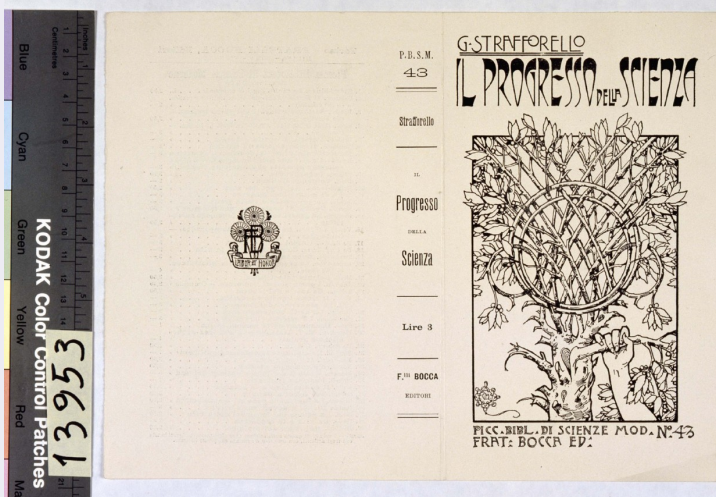 Inches
Centimetres
Blue
Cyan
Green
Yellow
Red
KODAK Color Control Patches
13953
P. B. S. M.
43
Strafforello
IL
Progresso
DELLA
Scienza
Lire 3
F.lli BOCCA
EDITORI
G. STRAFFORELLO
IL PROGRESSO DELLA SCIENZA
PICC. BIBL. DI SCIENZE MOD. Nº 43
FRAT: BOCCA ED: